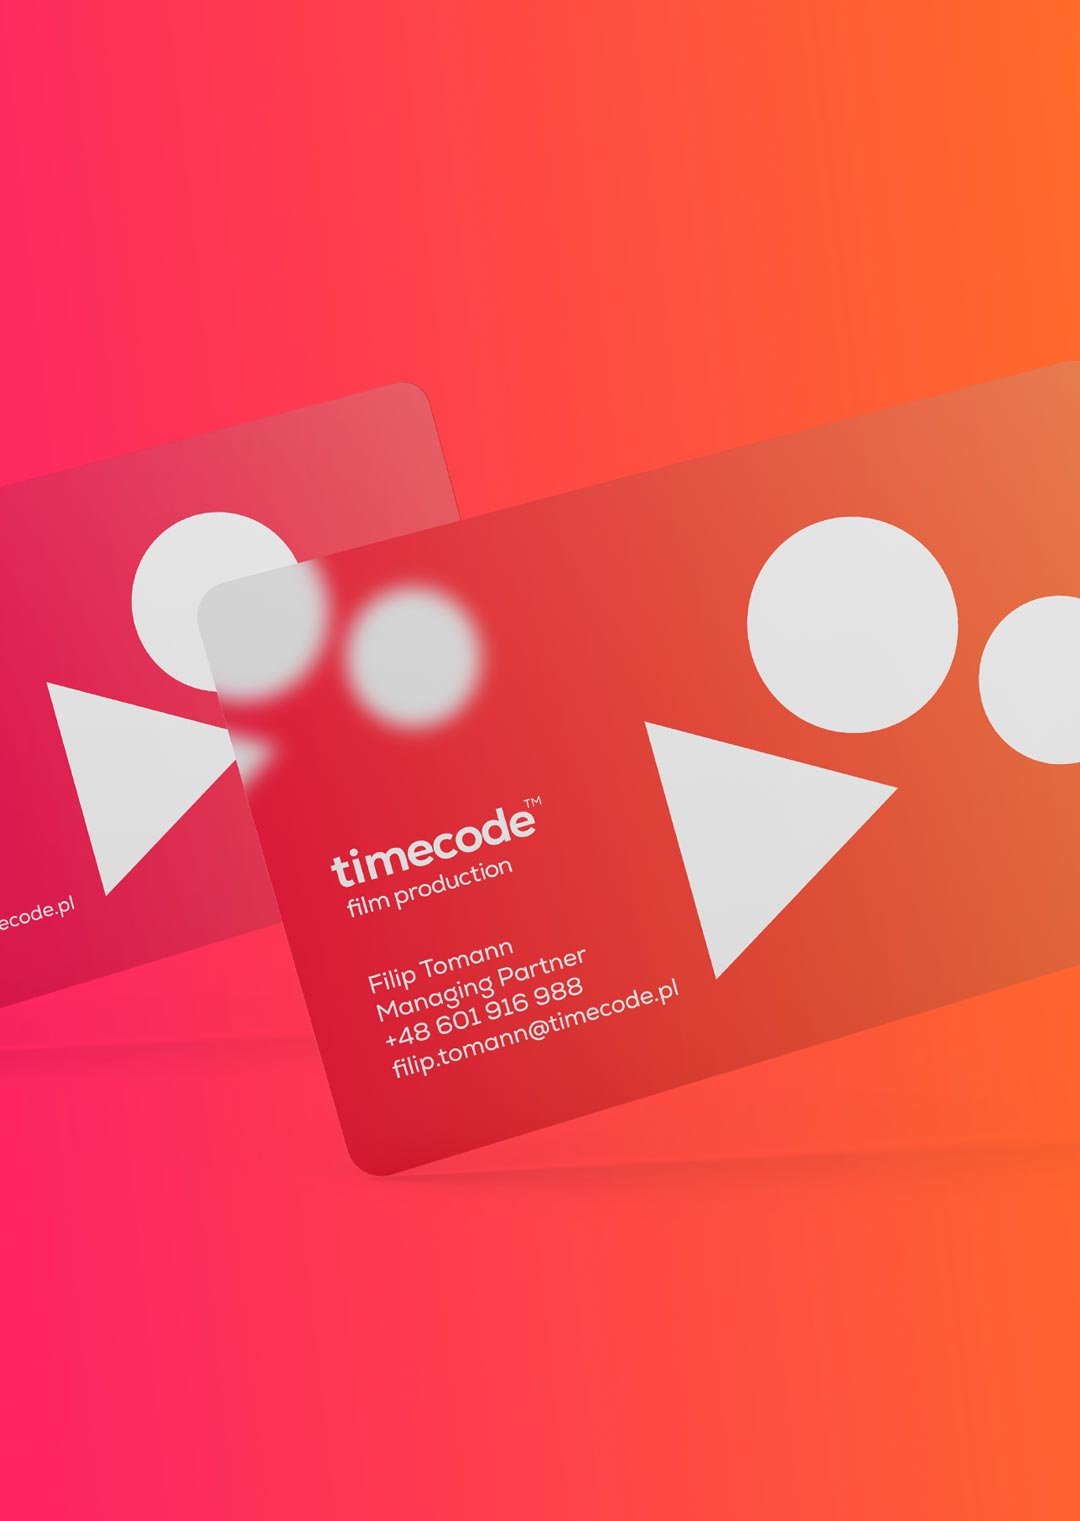 timecode™
film production
Filip Tomann
Managing Partner
+48 601 916 988
filip.tomann@timecode.pl
ecode.pl